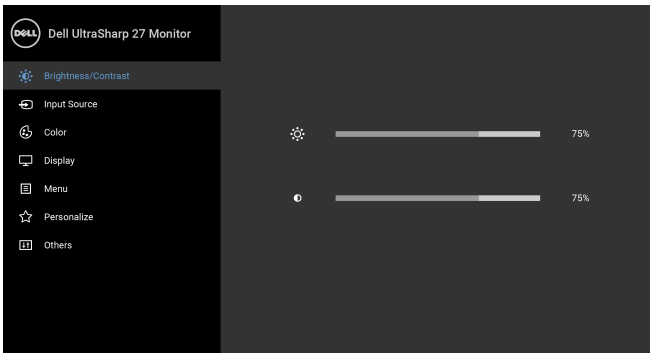 DELL Dell UltraSharp 27 Monitor
Brightness/Contrast
Input Source
Color
75%
Display
Menu
75%
Personalize
Others